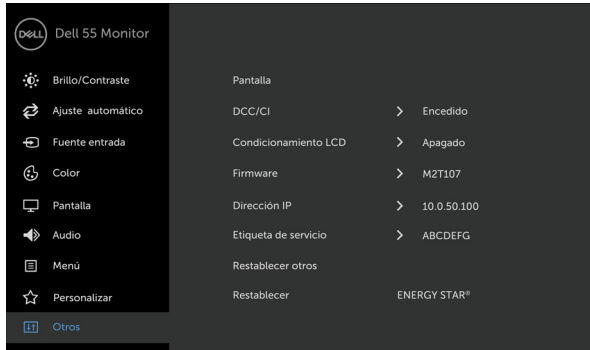 DELL Dell 55 Monitor
Brillo/Contraste
Ajuste automático
Fuente entrada
Color
Pantalla
Audio
Menú
Personalizar
Otros
Pantalla
DCC/CI > Encedido
Condicionamiento LCD > Apagado
Firmware > M2T107
Dirección IP > 10.0.50.100
Etiqueta de servicio > ABCDEFG
Restablecer otros
Restablecer ENERGY STAR®